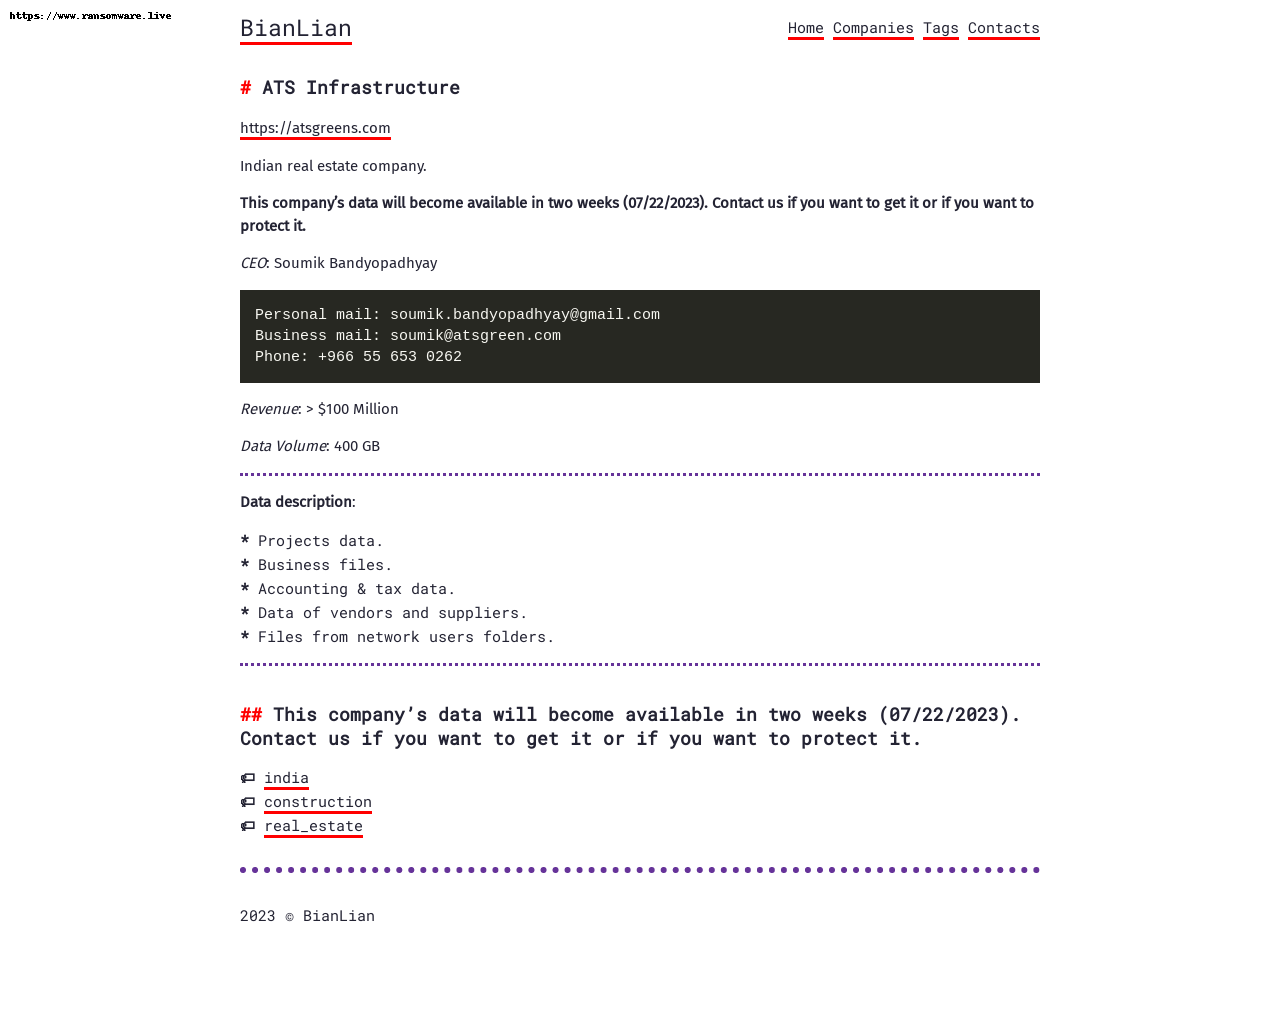 https://www.ransomware.live
BianLian
Home Companies Tags Contacts
# ATS Infrastructure
https://atsgreens.com
Indian real estate company.
This company’s data will become available in two weeks (07/22/2023). Contact us if you want to get it or if you want to
protect it.
CEO: Soumik Bandyopadhyay
Personal mail: soumik.bandyopadhyay@gmail.com
Business mail: soumik@atsgreen.com
Phone: +966 55 653 0262
Revenue: > $100 Million
Data Volume: 400 GB
Data description:
* Projects data.
* Business files.
* Accounting & tax data.
* Data of vendors and suppliers.
* Files from network users folders.
## This company’s data will become available in two weeks (07/22/2023).
Contact us if you want to get it or if you want to protect it.
india
construction
real_estate
2023 © BianLian